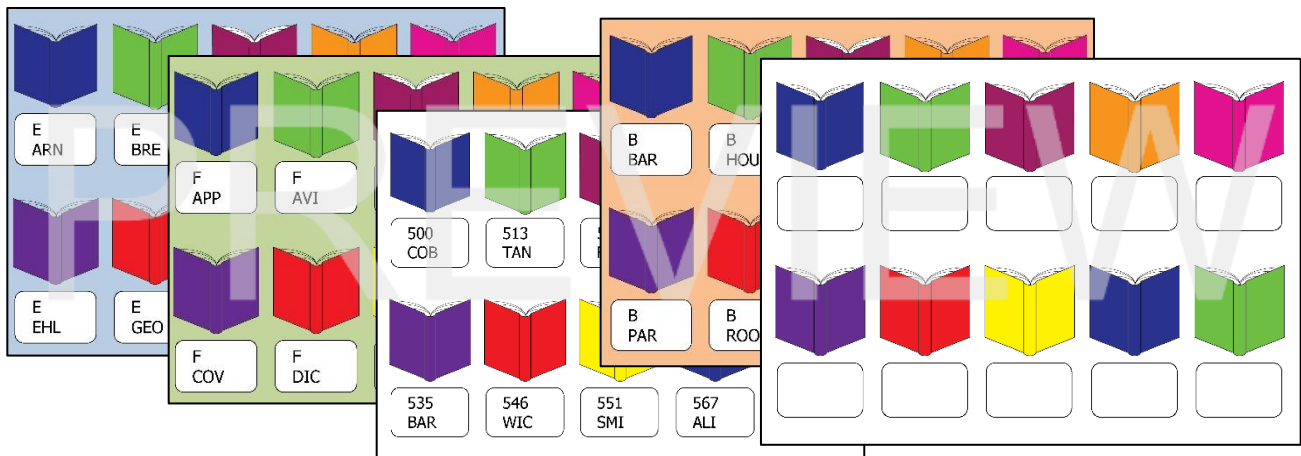 PREVIEW
E
ARN
E
BRE
E
EHL
E
GEO
F
APP
F
AVI
F
COV
F
DIC
500
COB
513
TAN
535
BAR
546
WIC
551
SMI
567
ALI
B
BAR
B
HOU
B
PAR
B
ROO